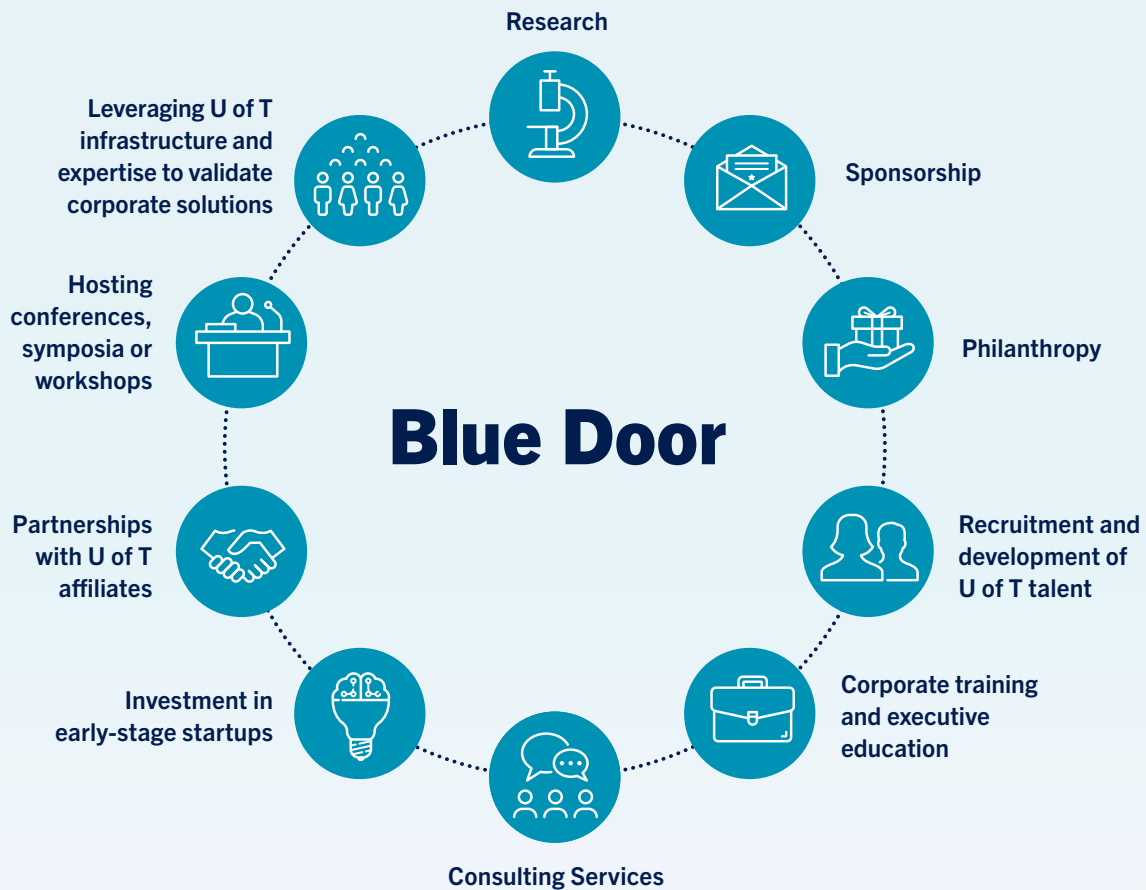 Research
Leveraging U of T
infrastructure and
expertise to validate
corporate solutions
Sponsorship
Hosting
conferences,
symposia or
workshops
Philanthropy
Blue Door
Partnerships
with U of T
affiliates
Recruitment and
development of
U of T talent
Investment in
early-stage startups
Corporate training
and executive
education
Consulting Services